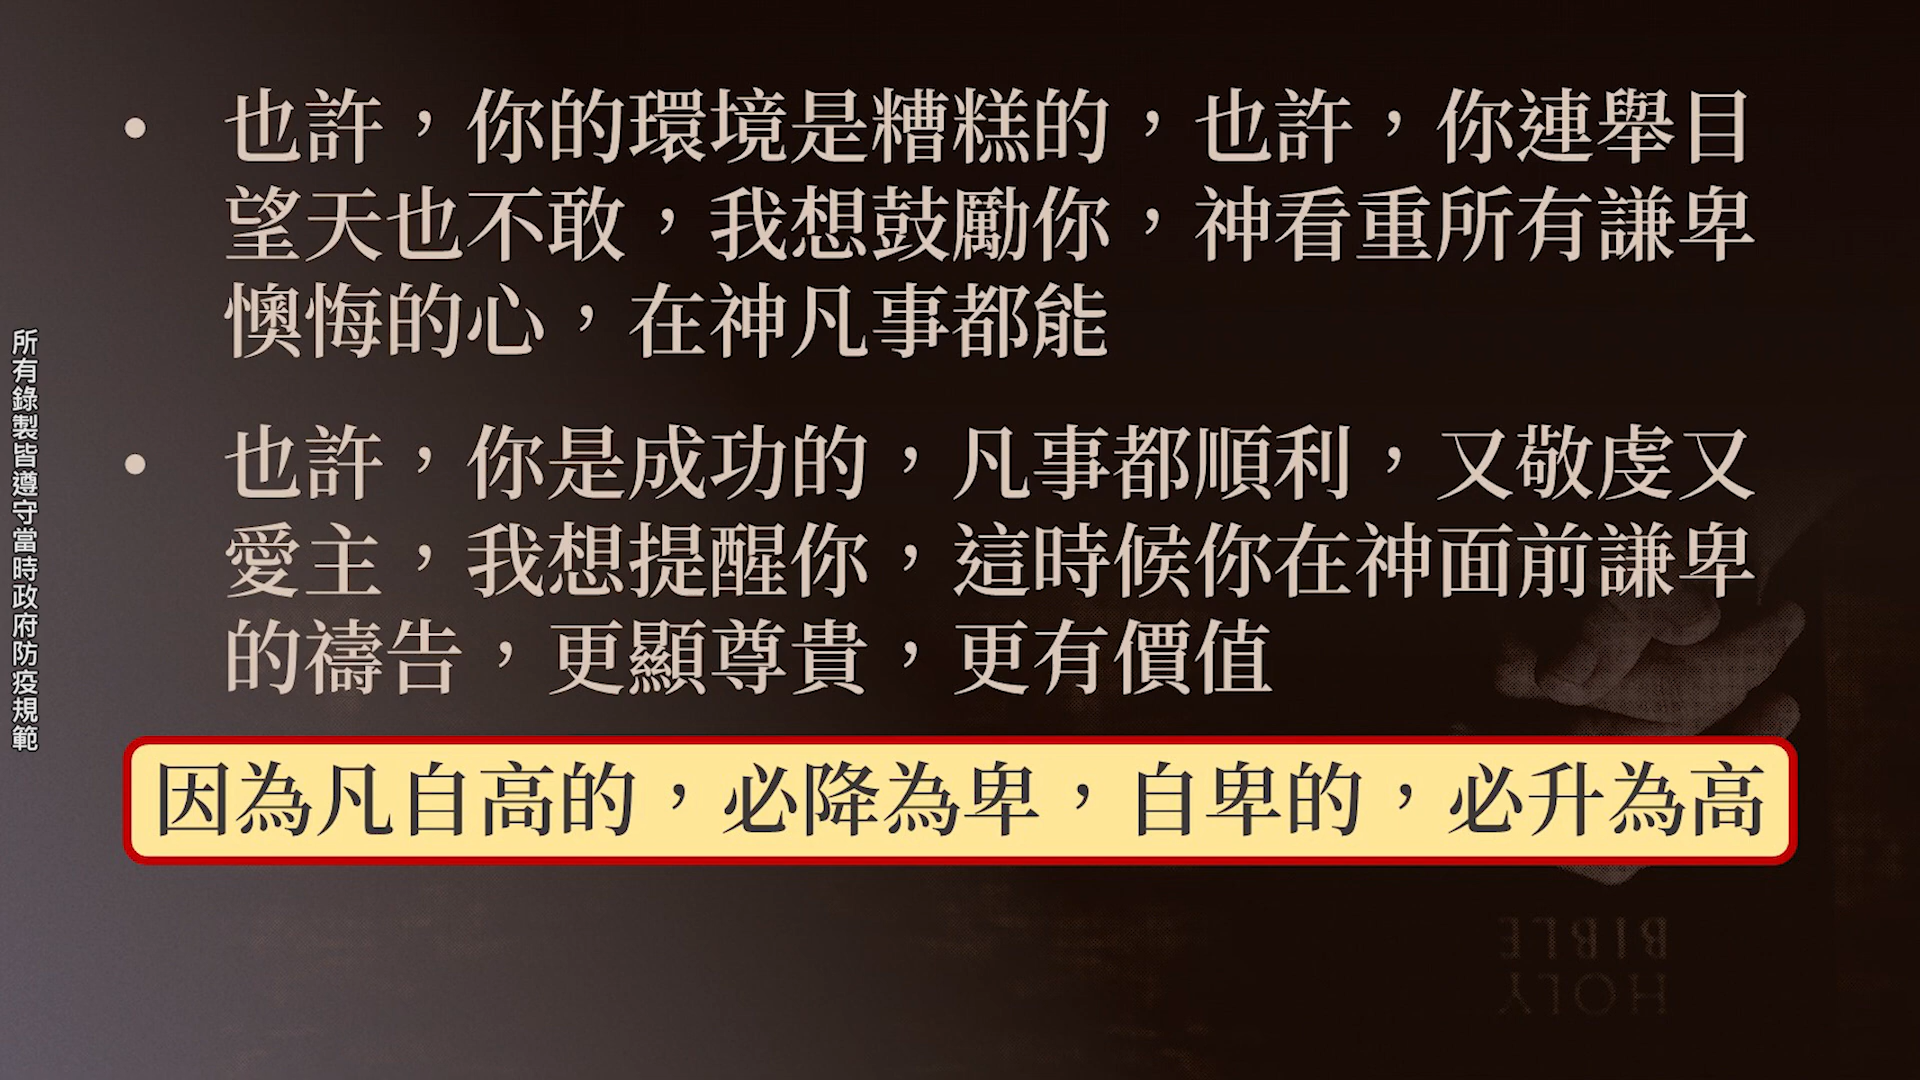 • 也許，你的環境是糟糕的，也許，你連舉目
望天也不敢，我想鼓勵你，神看重所有謙卑
懊悔的心，在神凡事都能
• 也許，你是成功的，凡事都順利，又敬虔又
愛主，我想提醒你，這時候你在神面前謙卑
的禱告，更顯尊貴，更有價值
因為凡自高的，必降為卑，自卑的，必升為高
所有錄製皆遵守當時政府防疫規範
HOLY
BIBLE